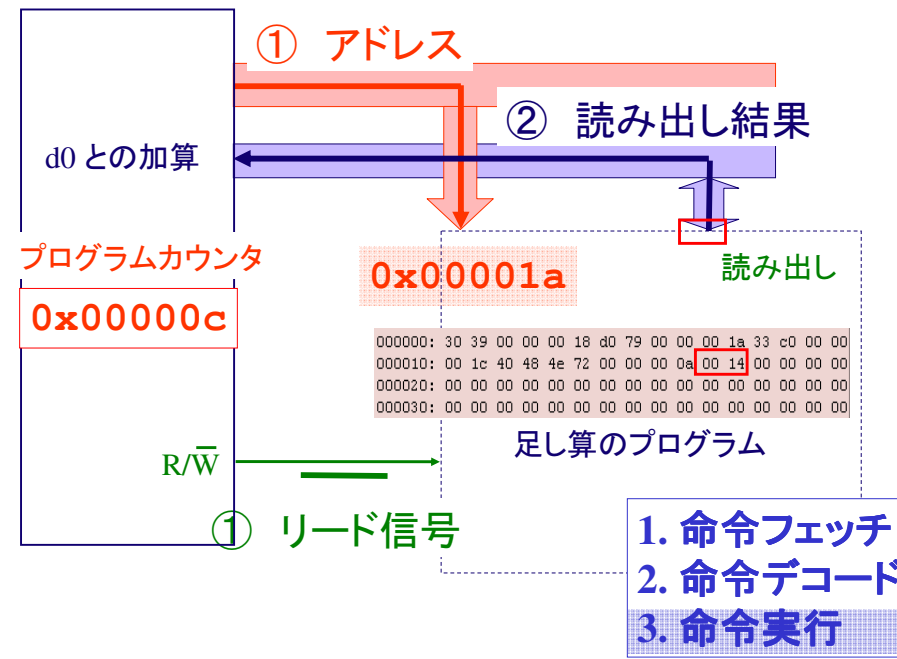 ① アドレス
② 読み出し結果
d0 との加算
プログラムカウンタ
0x00000c
0x00001a
読み出し
000000: 30 39 00 00 00 18 d0 79 00 00 00 1a 33 c0 00 00
000010: 00 1c 40 48 4e 72 00 00 00 0a 00 14 00 00 00 00
000020: 00 00 00 00 00 00 00 00 00 00 00 00 00 00 00 00
000030: 00 00 00 00 00 00 00 00 00 00 00 00 00 00 00 00
足し算のプログラム
R/W̅
① リード信号
1. 命令フェッチ
2. 命令デコード
3. 命令実行